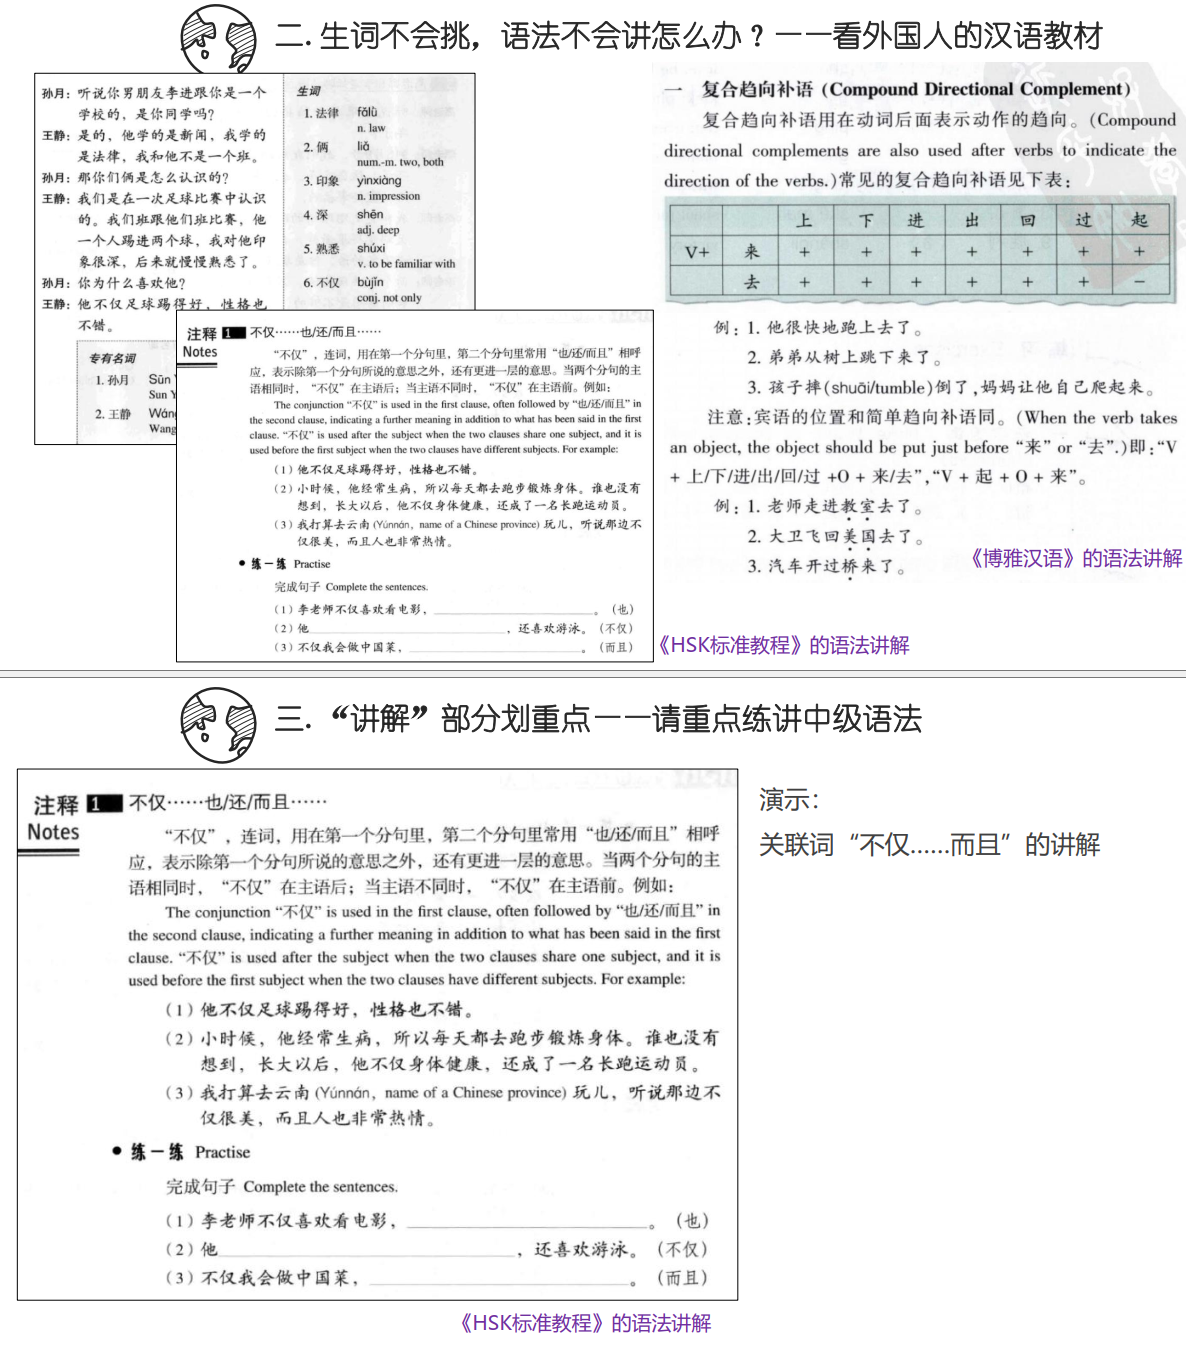 二. 生词不会挑，语法不会讲怎么办？——看外国人的汉语教材
孙月：听说你男朋友李进跟你是一个
学校的，是你同学吗？
王静：是的，他学的是新闻，我学的
是法律，我和他不是一个班。
孙月：那你们俩是怎么认识的？
王静：我们是在一次足球比赛中认识
的。我们班跟他们班比赛，他
一个人踢进两个球，我对他印
象很深，后来就慢慢熟悉了。
孙月：你为什么喜欢他？
王静：他不仅足球踢得好，性格也
不错。
专有名词
1. 孙月 Sūn Y
Sun Y
2. 王静 Wáng
Wang
生词
1. 法律 fǎlǜ
n. law
2. 俩 liǎ
num.-m. two, both
3. 印象 yìnxiàng
n. impression
4. 深 shēn
adj. deep
5. 熟悉 shúxi
v. to be familiar with
6. 不仅 bùjǐn
conj. not only
注释 1 不仅……也/还/而且……
Notes
“不仅”，连词，用在第一个分句里，第二个分句里常用“也/还/而且”相呼
应，表示除第一个分句所说的意思之外，还有更进一层的意思。当两个分句的主
语相同时，“不仅”在主语后；当主语不同时，“不仅”在主语前。例如：
The conjunction “不仅” is used in the first clause, often followed by “也/还/而且” in
the second clause, indicating a further meaning in addition to what has been said in the first
clause. “不仅” is used after the subject when the two clauses share one subject, and it is
used before the first subject when the two clauses have different subjects. For example:
（1）他不仅足球踢得好，性格也不错。
（2）小时候，他经常生病，所以每天都去跑步锻炼身体。谁也没有
想到，长大以后，他不仅身体健康，还成了一名长跑运动员。
（3）我打算去云南 (Yúnnán, name of a Chinese province) 玩儿，听说那边不
仅很美，而且人也非常热情。
● 练一练 Practise
完成句子 Complete the sentences.
（1）李老师不仅喜欢看电影，____________。（也）
（2）他____________，还喜欢游泳。（不仅）
（3）不仅我会做中国菜，____________。（而且）
《HSK标准教程》的语法讲解
一 复合趋向补语 (Compound Directional Complement)
复合趋向补语用在动词后面表示动作的趋向。(Compound
directional complements are also used after verbs to indicate the
direction of the verbs.)常见的复合趋向补语见下表：
上 下 进 出 回 过 起
V+ 来 + + + + + + +
去 + + + + + + −
例：1. 他很快地跑上去了。
2. 弟弟从树上跳下来了。
3. 孩子摔(shuāi/tumble)倒了,妈妈让他自己爬起来。
注意:宾语的位置和简单趋向补语同。(When the verb takes
an object, the object should be put just before “来” or “去”.)即:“V
+ 上/下/进/出/回/过 +O + 来/去”,“V + 起 + O + 来”。
例：1. 老师走进教室去了。
2. 大卫飞回美国去了。
3. 汽车开过桥来了。
《博雅汉语》的语法讲解
三. “讲解”部分划重点——请重点练讲中级语法
注释 1 不仅……也/还/而且……
Notes
“不仅”，连词，用在第一个分句里，第二个分句里常用“也/还/而且”相呼
应，表示除第一个分句所说的意思之外，还有更进一层的意思。当两个分句的主
语相同时，“不仅”在主语后；当主语不同时，“不仅”在主语前。例如：
The conjunction “不仅” is used in the first clause, often followed by “也/还/而且” in
the second clause, indicating a further meaning in addition to what has been said in the first
clause. “不仅” is used after the subject when the two clauses share one subject, and it is
used before the first subject when the two clauses have different subjects. For example:
（1）他不仅足球踢得好，性格也不错。
（2）小时候，他经常生病，所以每天都去跑步锻炼身体。谁也没有
想到，长大以后，他不仅身体健康，还成了一名长跑运动员。
（3）我打算去云南 (Yúnnán, name of a Chinese province) 玩儿，听说那边不
仅很美，而且人也非常热情。
● 练一练 Practise
完成句子 Complete the sentences.
（1）李老师不仅喜欢看电影，____________。（也）
（2）他____________，还喜欢游泳。（不仅）
（3）不仅我会做中国菜，____________。（而且）
《HSK标准教程》的语法讲解
演示：
关联词“不仅……而且”的讲解